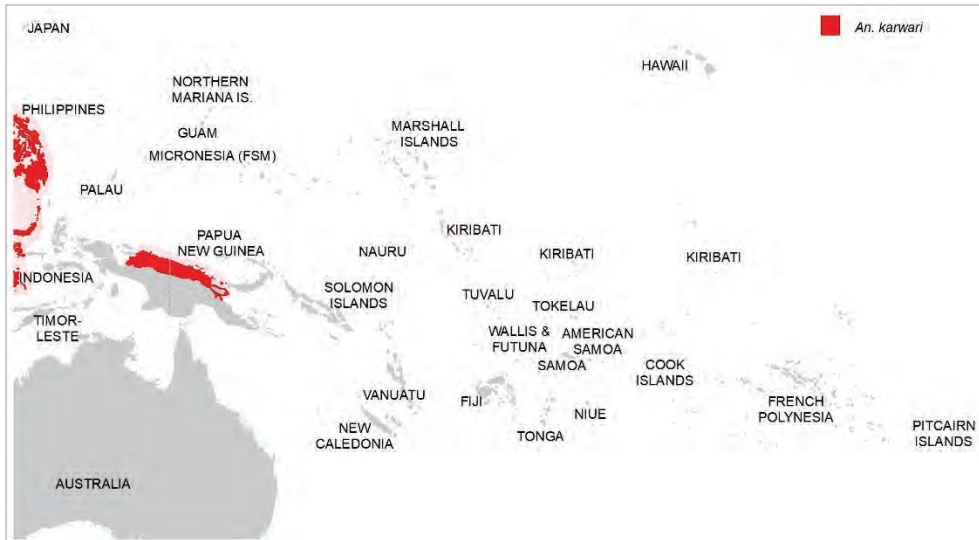 JAPAN
An. karwari
HAWAII
NORTHERN
MARIANA IS.
PHILIPPINES
GUAM
MARSHALL
ISLANDS
MICRONESIA (FSM)
PALAU
KIRIBATI
PAPUA
NEW GUINEA
NAURU
KIRIBATI
KIRIBATI
INDONESIA
SOLOMON
ISLANDS
TUVALU
TOKELAU
TIMOR-
LESTE
WALLIS &
FUTUNA
AMERICAN
SAMOA
SAMOA
COOK
ISLANDS
VANUATU
FIJI
NIUE
FRENCH
POLYNESIA
NEW
CALEDONIA
TONGA
PITCAIRN
ISLANDS
AUSTRALIA